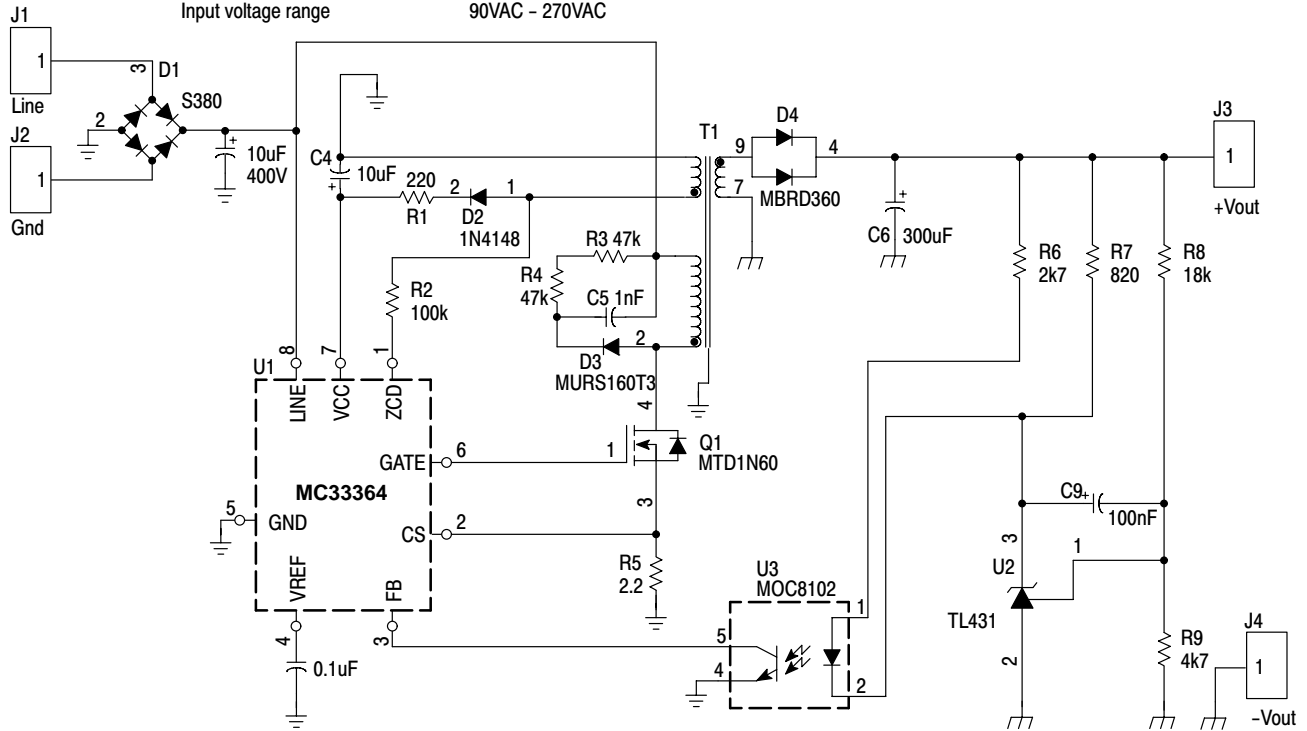 Input voltage range 90VAC – 270VAC
J1
1
Line
3
D1
S380
2
J2
1
Gnd
+
10uF
400V
C4
10uF
+
220
R1
2
D2
1N4148
1
R2
100k
T1
9
7
D4
4
MBRD360
C6
+
300uF
J3
1
+Vout
R3 47k
R4
47k
C5 1nF
2
D3
MURS160T3
R6
2k7
R7
820
R8
18k
U1
8
LINE
7
VCC
1
ZCD
4
GATE
6
1
Q1
MTD1N60
MC33364
5
GND
CS
2
3
R5
2.2
VREF
FB
4
0.1uF
3
U3
MOC8102
5
4
1
2
C9
+
100nF
3
U2
1
TL431
2
R9
4k7
J4
1
–Vout